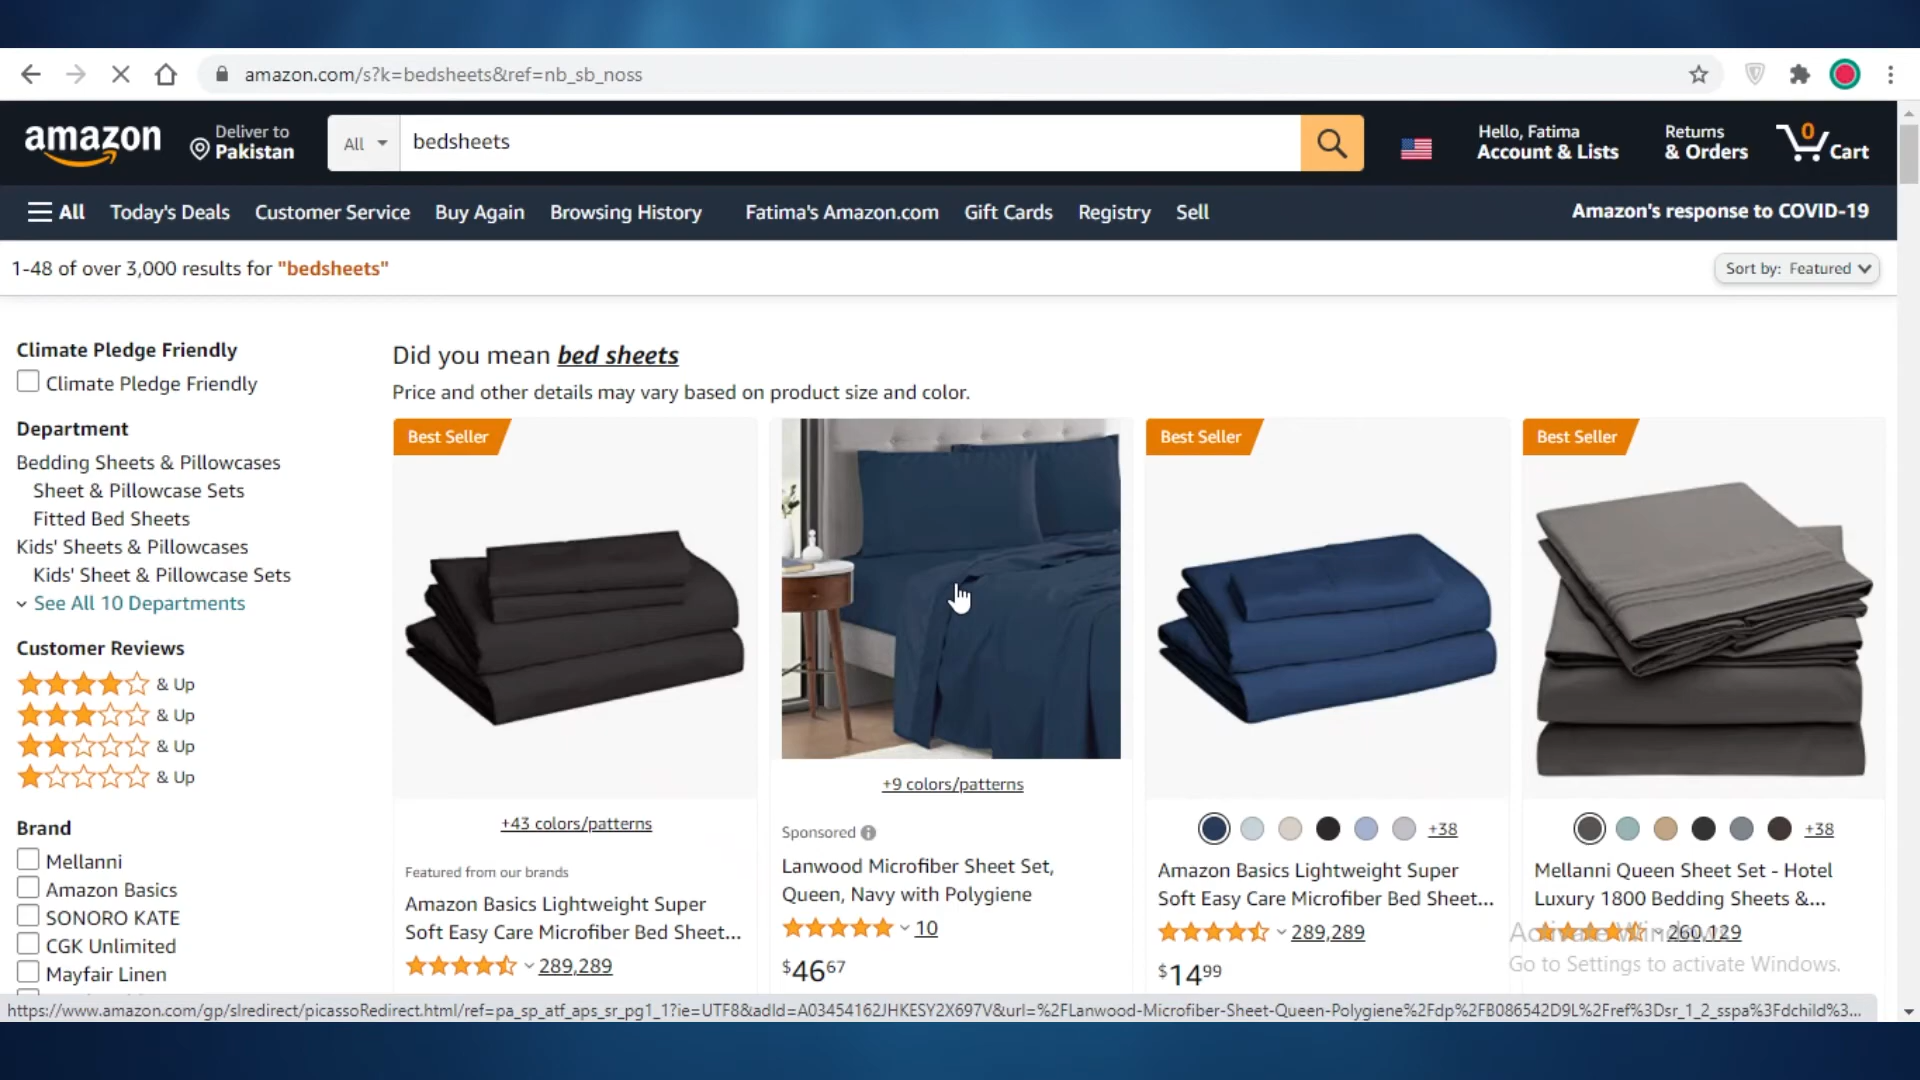 amazon.com/s?k=bedsheets&ref=nb_sb_noss
amazon
Deliver to
Pakistan
All
bedsheets
Hello, Fatima
Account & Lists
Returns
& Orders
0
Cart
All
Today's Deals
Customer Service
Buy Again
Browsing History
Fatima's Amazon.com
Gift Cards
Registry
Sell
Amazon's response to COVID-19
1-48 of over 3,000 results for "bedsheets"
Sort by: Featured
Climate Pledge Friendly
Climate Pledge Friendly
Department
Bedding Sheets & Pillowcases
Sheet & Pillowcase Sets
Fitted Bed Sheets
Kids' Sheets & Pillowcases
Kids' Sheet & Pillowcase Sets
See All 10 Departments
Customer Reviews
& Up
& Up
& Up
& Up
Brand
Mellanni
Amazon Basics
SONORO KATE
CGK Unlimited
Mayfair Linen
Did you mean bed sheets
Price and other details may vary based on product size and color.
Best Seller
+43 colors/patterns
Featured from our brands
Amazon Basics Lightweight Super
Soft Easy Care Microfiber Bed Sheet...
289,289
+9 colors/patterns
Sponsored
Lanwood Microfiber Sheet Set,
Queen, Navy with Polygiene
10
$4667
Best Seller
+38
Amazon Basics Lightweight Super
Soft Easy Care Microfiber Bed Sheet...
289,289
$1499
Best Seller
+38
Mellanni Queen Sheet Set - Hotel
Luxury 1800 Bedding Sheets &...
260,129
Activate Windows
Go to Settings to activate Windows.
https://www.amazon.com/gp/slredirect/picassoRedirect.html/ref=pa_sp_atf_aps_sr_pg1_1?ie=UTF8&adId=A03454162JHKESY2X697V&url=%2FLanwood-Microfiber-Sheet-Queen-Polygiene%2Fdp%2FB086542D9L%2Fref%3Dsr_1_2_sspa%3Fdchild%3...